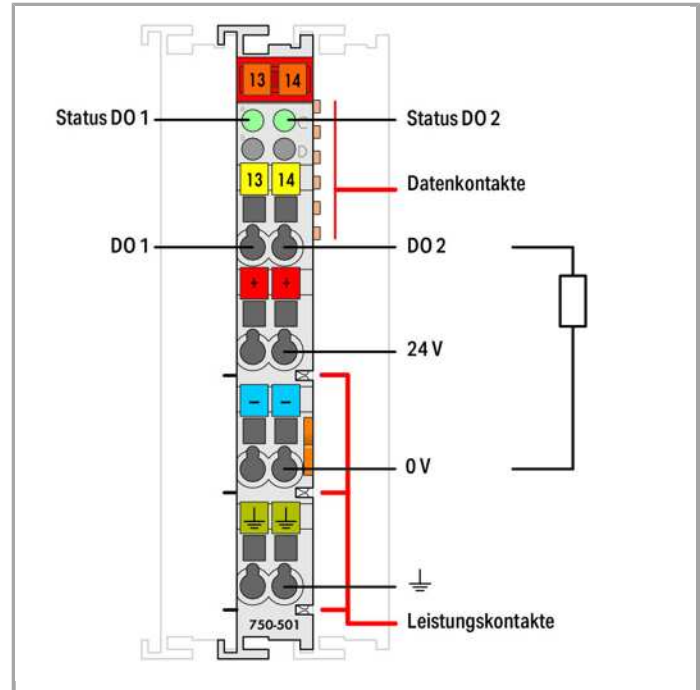 13 14
Status DO 1
Status DO 2
C
D
13 14
Datenkontakte
DO 1
DO 2
+ +
24 V
- -
0 V
750-501
Leistungskontakte